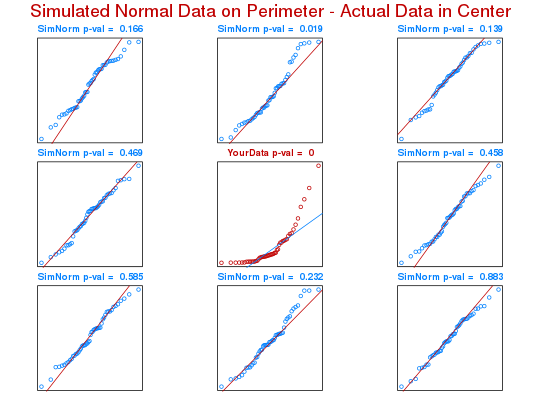 Simulated Normal Data on Perimeter - Actual Data in Center
SimNorm p-val = 0.166
SimNorm p-val = 0.019
SimNorm p-val = 0.139
SimNorm p-val = 0.469
YourData p-val = 0
SimNorm p-val = 0.458
SimNorm p-val = 0.585
SimNorm p-val = 0.232
SimNorm p-val = 0.883